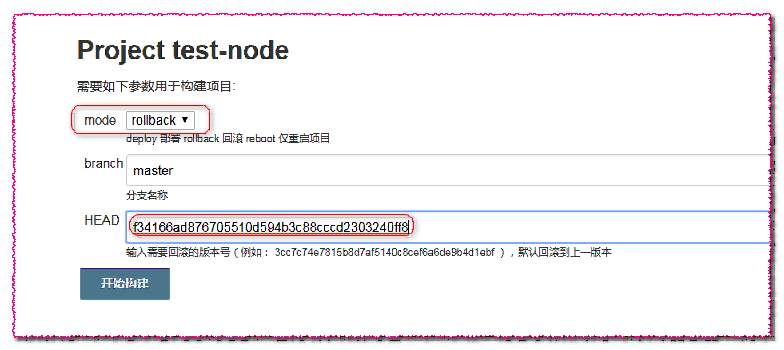 Project test-node
需要如下参数用于构建项目:
mode rollback
deploy 部署 rollback 回滚 reboot 仅重启项目
branch master
分支名称
HEAD f34166ad876705510d594b3c88cccd2303240ff8
输入需要回滚的版本号 ( 例如： 3cc7c74e7815b8d7af5140c8cef6a6de9b4d1ebf ) , 默认回滚到上一版本
开始构建